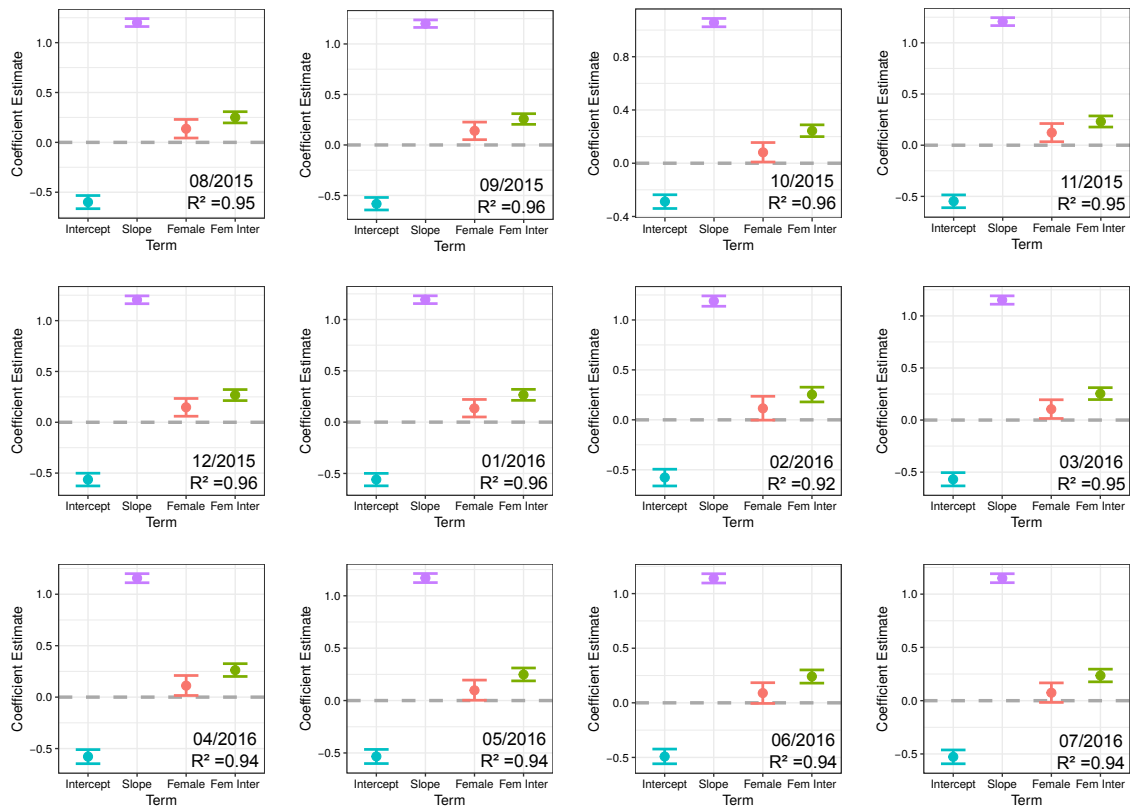 Coefficient Estimate
1.0
0.5
0.0
−0.5
08/2015
R² =0.95
Intercept Slope Female Fem Inter
Term
Coefficient Estimate
1.0
0.5
0.0
−0.5
09/2015
R² =0.96
Intercept Slope Female Fem Inter
Term
Coefficient Estimate
0.8
0.4
0.0
−0.4
10/2015
R² =0.96
Intercept Slope Female Fem Inter
Term
Coefficient Estimate
1.0
0.5
0.0
−0.5
11/2015
R² =0.95
Intercept Slope Female Fem Inter
Term
Coefficient Estimate
1.0
0.5
0.0
−0.5
12/2015
R² =0.96
Intercept Slope Female Fem Inter
Term
Coefficient Estimate
1.0
0.5
0.0
−0.5
01/2016
R² =0.96
Intercept Slope Female Fem Inter
Term
Coefficient Estimate
1.0
0.5
0.0
−0.5
02/2016
R² =0.92
Intercept Slope Female Fem Inter
Term
Coefficient Estimate
1.0
0.5
0.0
−0.5
03/2016
R² =0.95
Intercept Slope Female Fem Inter
Term
Coefficient Estimate
1.0
0.5
0.0
−0.5
04/2016
R² =0.94
Intercept Slope Female Fem Inter
Term
Coefficient Estimate
1.0
0.5
0.0
−0.5
05/2016
R² =0.94
Intercept Slope Female Fem Inter
Term
Coefficient Estimate
1.0
0.5
0.0
−0.5
06/2016
R² =0.94
Intercept Slope Female Fem Inter
Term
Coefficient Estimate
1.0
0.5
0.0
−0.5
07/2016
R² =0.94
Intercept Slope Female Fem Inter
Term